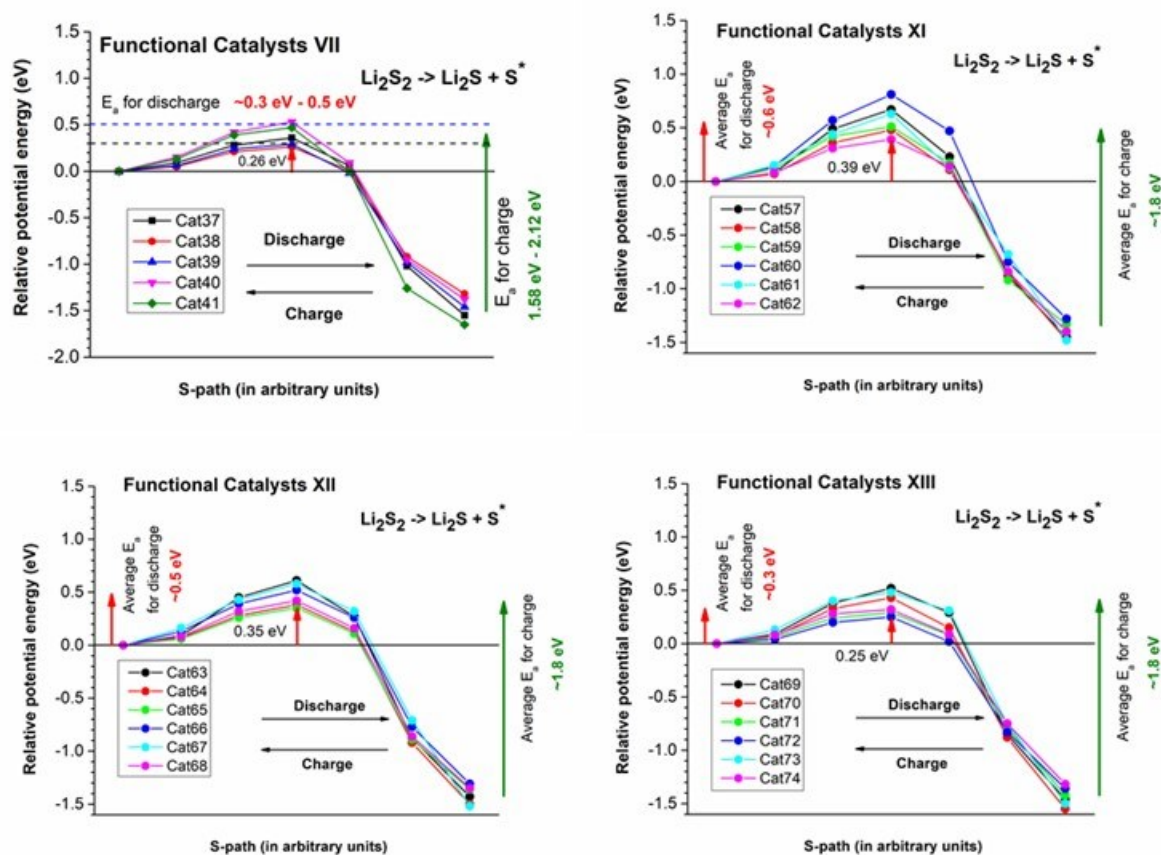 Functional Catalysts VII
Li₂S₂ -> Li₂S + S*
Eₐ for discharge ~0.3 eV - 0.5 eV
0.26 eV
Cat37
Cat38
Cat39
Cat40
Cat41
Discharge
Charge
Eₐ for charge
1.58 eV - 2.12 eV
Relative potential energy (eV)
1.5
1.0
0.5
0.0
-0.5
-1.0
-1.5
-2.0
S-path (in arbitrary units)
Functional Catalysts XI
Li₂S₂ -> Li₂S + S*
Average Eₐ
for discharge
~0.6 eV
0.39 eV
Cat57
Cat58
Cat59
Cat60
Cat61
Cat62
Discharge
Charge
Average Eₐ for charge
~1.8 eV
Relative potential energy (eV)
1.5
1.0
0.5
0.0
-0.5
-1.0
-1.5
S-path (in arbitrary units)
Functional Catalysts XII
Li₂S₂ -> Li₂S + S*
Average Eₐ
for discharge
~0.5 eV
0.35 eV
Cat63
Cat64
Cat65
Cat66
Cat67
Cat68
Discharge
Charge
Average Eₐ for charge
~1.8 eV
Relative potential energy (eV)
1.5
1.0
0.5
0.0
-0.5
-1.0
-1.5
S-path (in arbitrary units)
Functional Catalysts XIII
Li₂S₂ -> Li₂S + S*
Average Eₐ
for discharge
~0.3 eV
0.25 eV
Cat69
Cat70
Cat71
Cat72
Cat73
Cat74
Discharge
Charge
Average Eₐ for charge
~1.8 eV
Relative potential energy (eV)
1.5
1.0
0.5
0.0
-0.5
-1.0
-1.5
S-path (in arbitrary units)